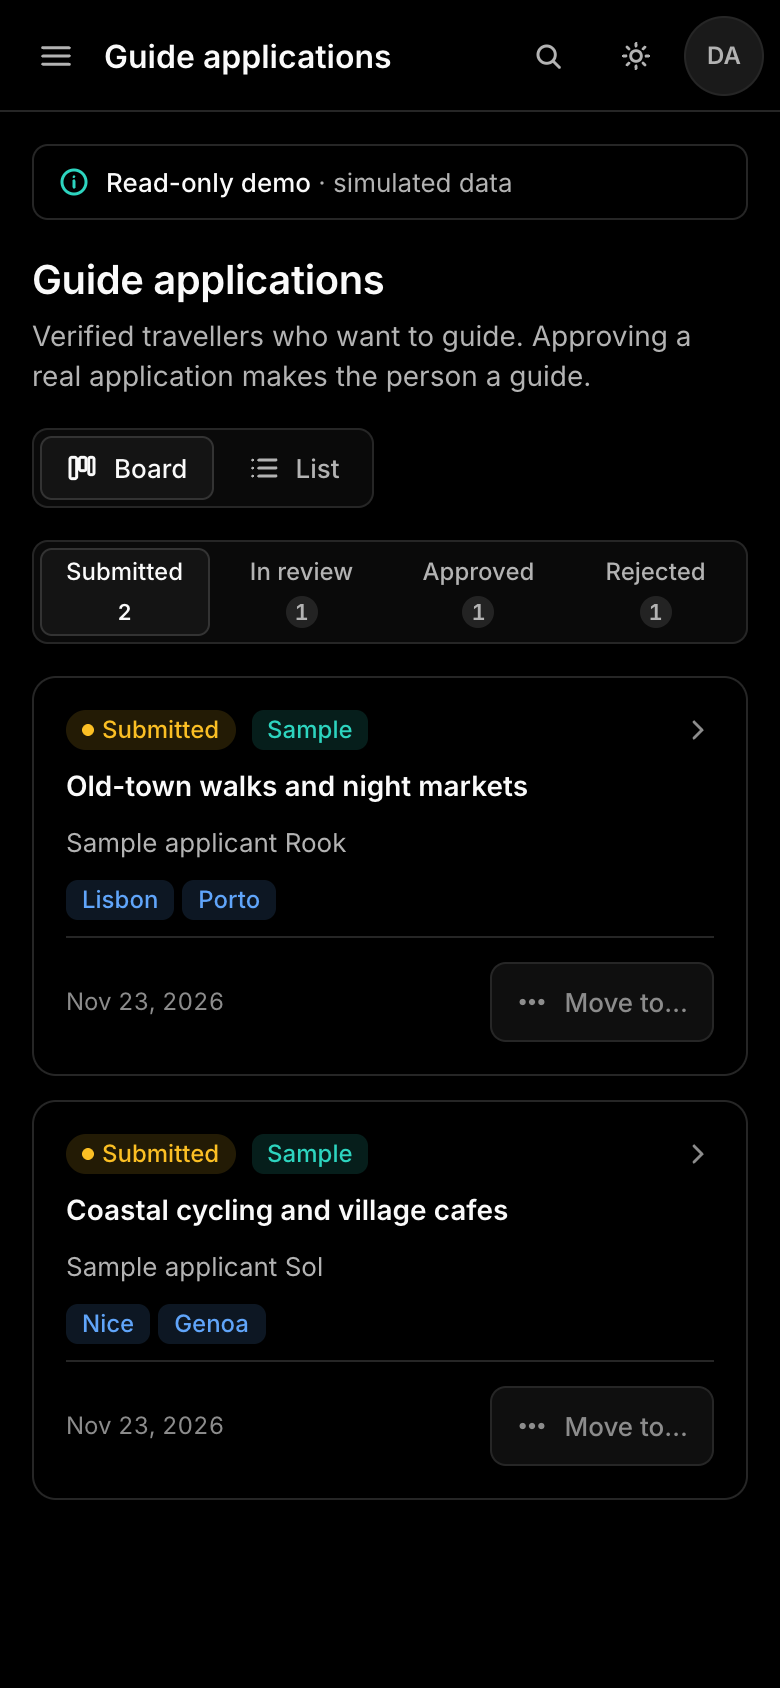 Guide applications
DA
Read-only demo · simulated data
Guide applications
Verified travellers who want to guide. Approving a
real application makes the person a guide.
Board List
Submitted In review Approved Rejected
2 1 1 1
Submitted Sample
Old-town walks and night markets
Sample applicant Rook
Lisbon Porto
Nov 23, 2026 Move to...
Submitted Sample
Coastal cycling and village cafes
Sample applicant Sol
Nice Genoa
Nov 23, 2026 Move to...